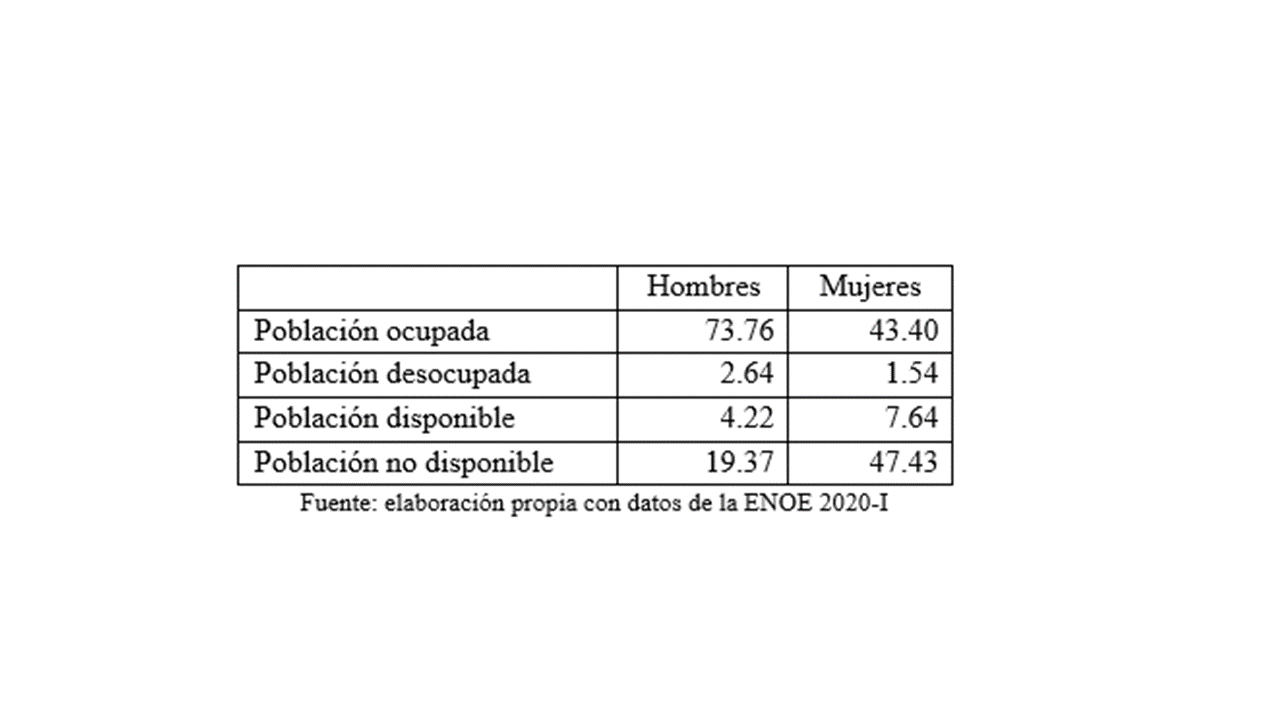 Hombres Mujeres
Población ocupada 73.76 43.40
Población desocupada 2.64 1.54
Población disponible 4.22 7.64
Población no disponible 19.37 47.43
Fuente: elaboración propia con datos de la ENOE 2020-I